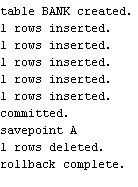 table BANK created.
1 rows inserted.
1 rows inserted.
1 rows inserted.
1 rows inserted.
1 rows inserted.
committed.
savepoint A
1 rows deleted.
rollback complete.